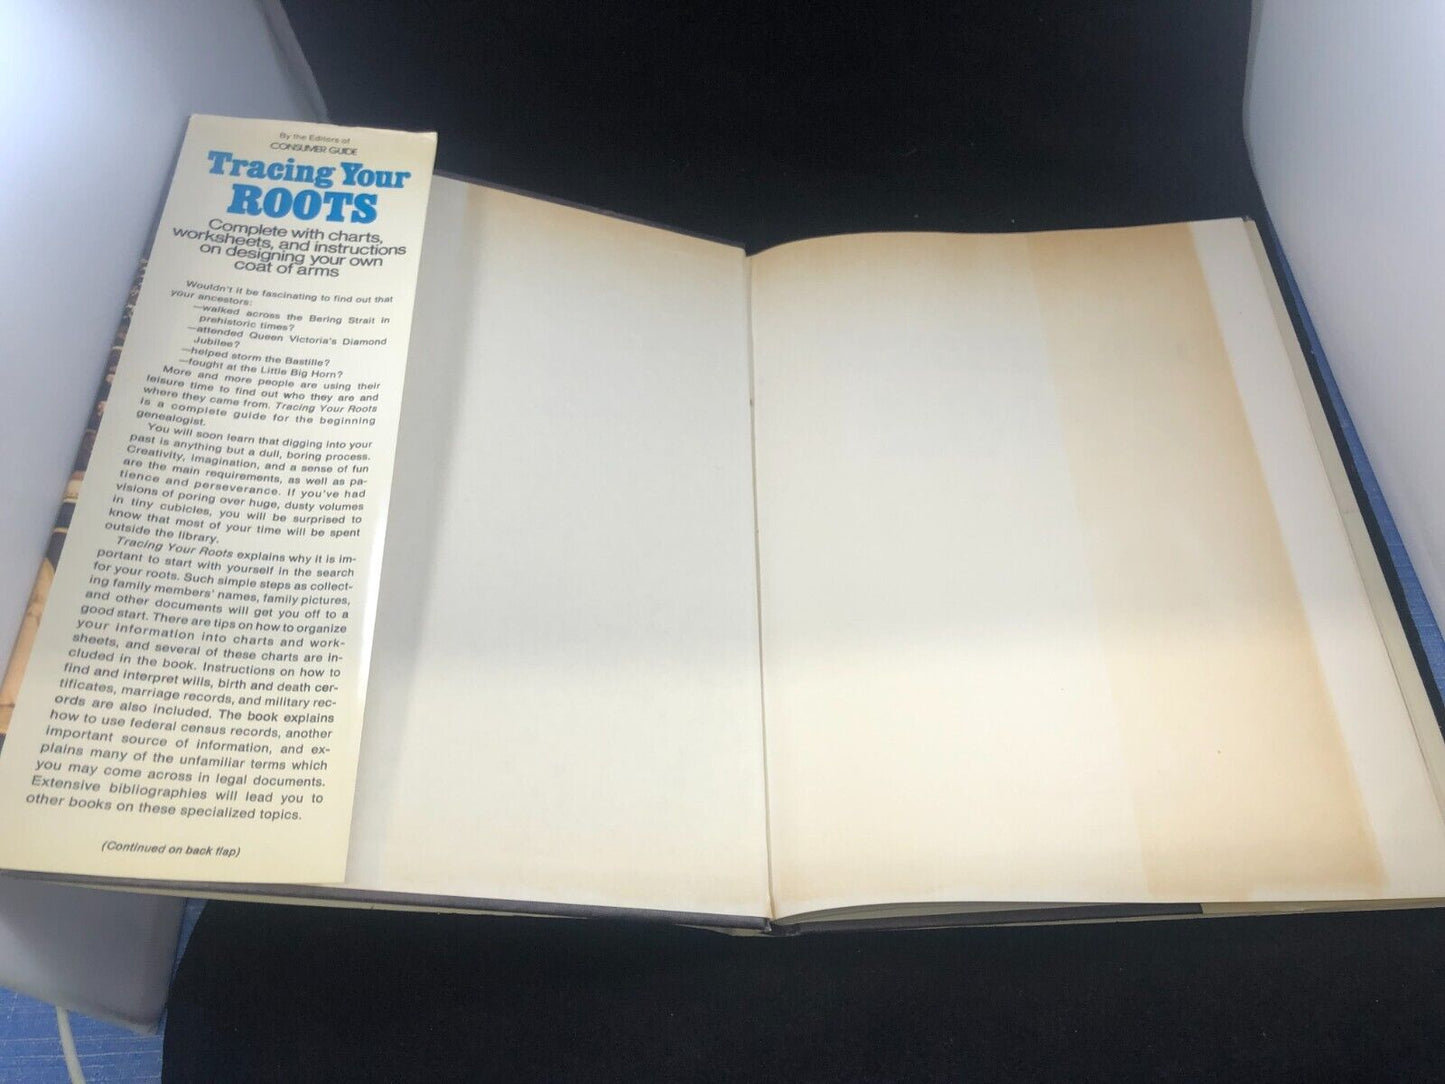 By the Editors of
CONSUMER GUIDE
Tracing Your
ROOTS
Complete with charts,
worksheets, and instructions
on designing your own
coat of arms
Wouldn't it be fascinating to find out that
your ancestors:
—walked across the Bering Strait in
prehistoric times?
—attended Queen Victoria's Diamond
Jubilee?
—helped storm the Bastille?
—fought at the Little Big Horn?
More and more people are using their
leisure time to find out who they are and
where they came from. Tracing Your Roots
is a complete guide for the beginning
genealogist.
You will soon learn that digging into your
past is anything but a dull, boring process.
Creativity, imagination, and a sense of fun
are the main requirements, as well as pa-
tience and perseverance. If you've had
visions of poring over huge, dusty volumes
in tiny cubicles, you will be surprised to
know that most of your time will be spent
outside the library.
Tracing Your Roots explains why it is im-
portant to start with yourself in the search
for your roots. Such simple steps as collect-
ing family members' names, family pictures,
and other documents will get you off to a
good start. There are tips on how to organize
your information into charts and work-
sheets, and several of these charts are in-
cluded in the book. Instructions on how to
find and interpret wills, birth and death cer-
tificates, marriage records, and military rec-
ords are also included. The book explains
how to use federal census records, another
important source of information, and ex-
plains many of the unfamiliar terms which
you may come across in legal documents.
Extensive bibliographies will lead you to
other books on these specialized topics.
(Continued on back flap)